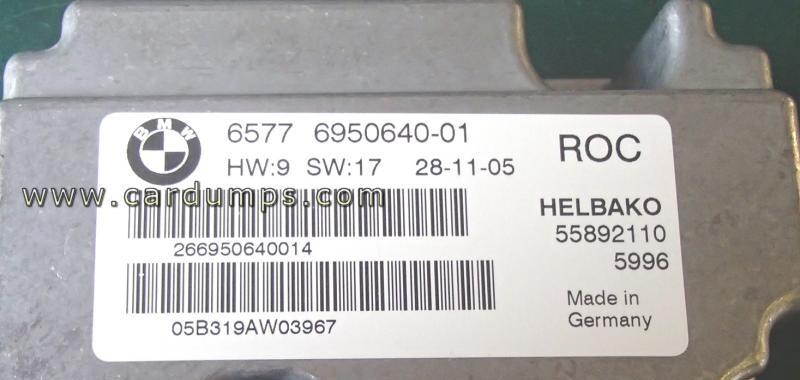 BMW
6577 6950640-01
HW:9 SW:17 28-11-05
ROC
www.cardumps.com
HELBAKO
55892110
5996
266950640014
Made in
Germany
05B319AW03967